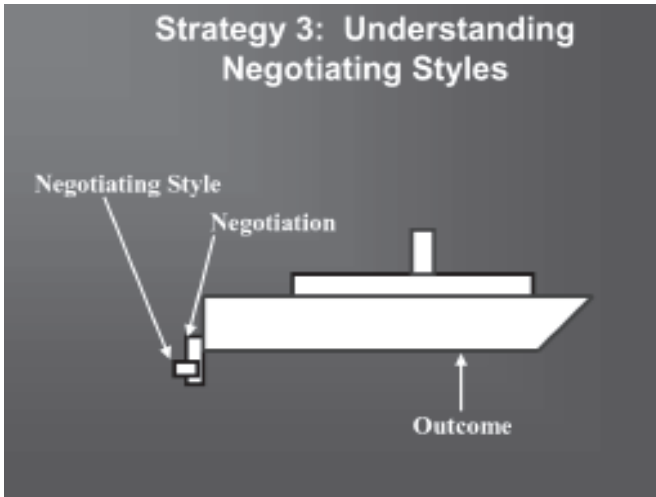 Strategy 3:  Understanding
Negotiating Styles
Negotiating Style
Negotiation
Outcome